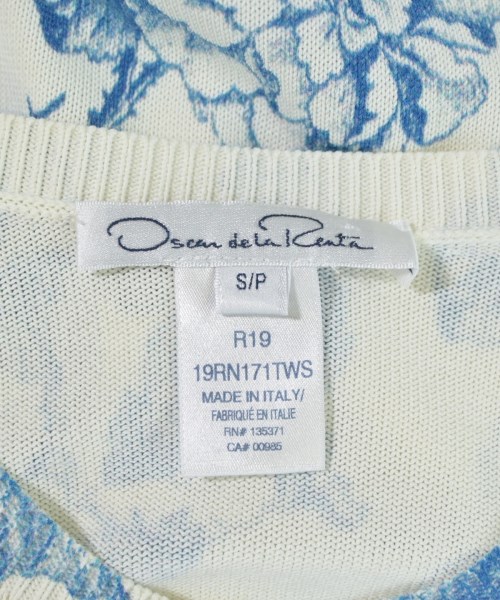 Oscar de la Renta
S/P
R19
19RN171TWS
MADE IN ITALY/
FABRIQUÉ EN ITALIE
RN# 135371
CA# 00985